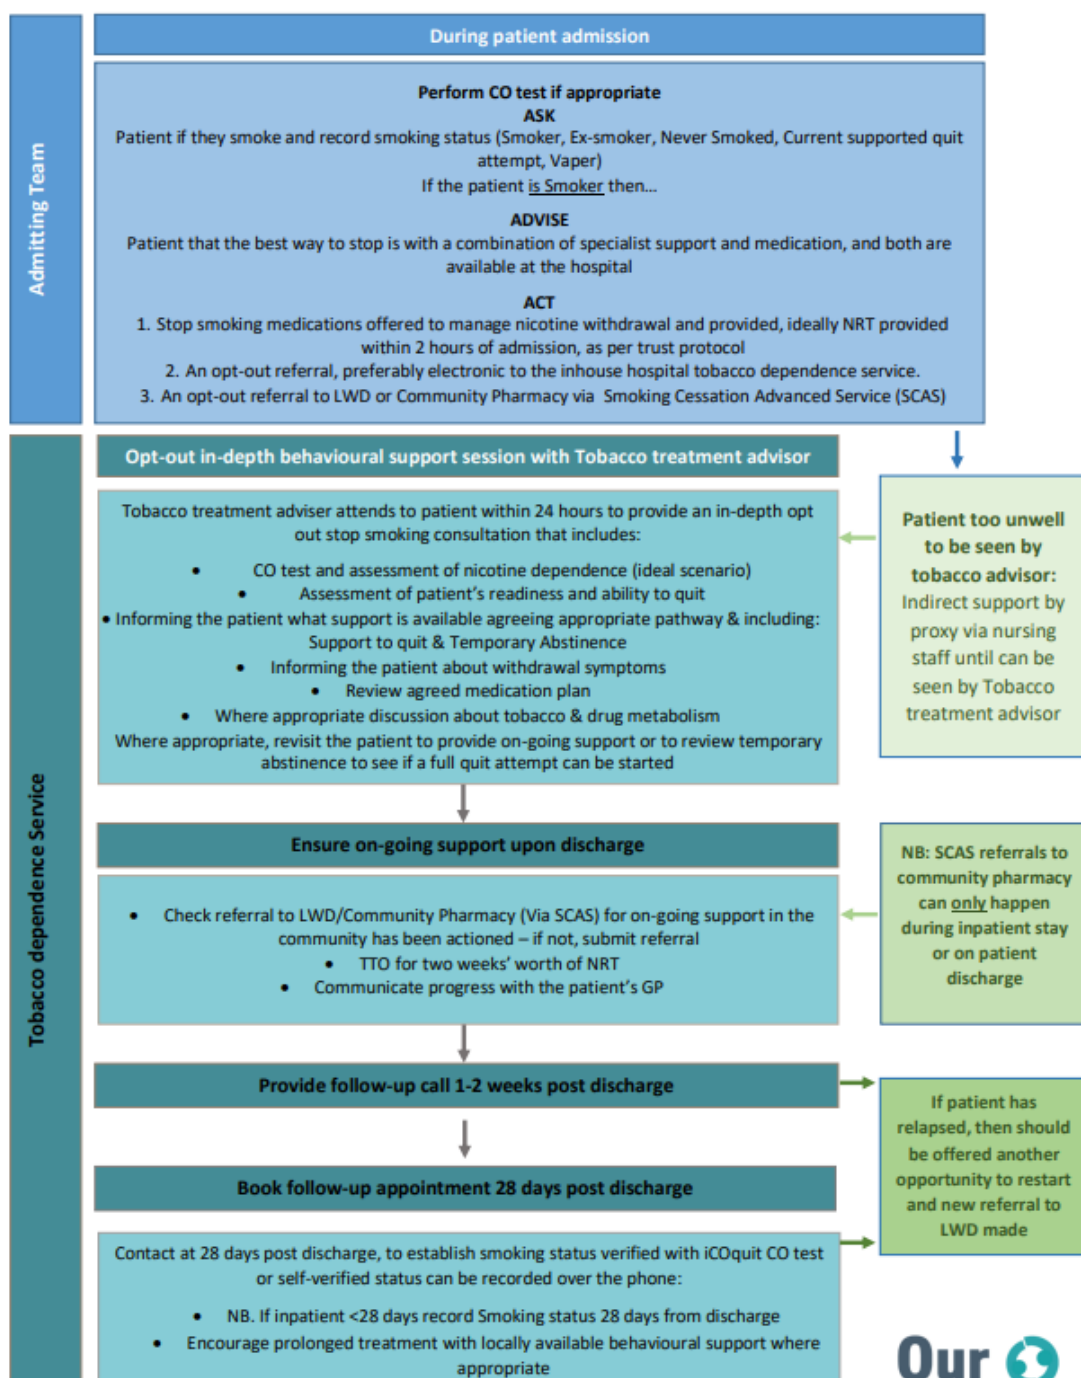 During patient admission
Admitting Team
Perform CO test if appropriate
ASK
Patient if they smoke and record smoking status (Smoker, Ex-smoker, Never Smoked, Current supported quit
attempt, Vaper)
If the patient is Smoker then...
ADVISE
Patient that the best way to stop is with a combination of specialist support and medication, and both are
available at the hospital
ACT
1. Stop smoking medications offered to manage nicotine withdrawal and provided, ideally NRT provided
within 2 hours of admission, as per trust protocol
2. An opt-out referral, preferably electronic to the inhouse hospital tobacco dependence service.
3. An opt-out referral to LWD or Community Pharmacy via Smoking Cessation Advanced Service (SCAS)
Tobacco dependence Service
Opt-out in-depth behavioural support session with Tobacco treatment advisor
Tobacco treatment adviser attends to patient within 24 hours to provide an in-depth opt
out stop smoking consultation that includes:
• CO test and assessment of nicotine dependence (ideal scenario)
• Assessment of patient's readiness and ability to quit
• Informing the patient what support is available agreeing appropriate pathway & including:
Support to quit & Temporary Abstinence
• Informing the patient about withdrawal symptoms
• Review agreed medication plan
• Where appropriate discussion about tobacco & drug metabolism
Where appropriate, revisit the patient to provide on-going support or to review temporary
abstinence to see if a full quit attempt can be started
Patient too unwell
to be seen by
tobacco advisor:
Indirect support by
proxy via nursing
staff until can be
seen by Tobacco
treatment advisor
Ensure on-going support upon discharge
• Check referral to LWD/Community Pharmacy (Via SCAS) for on-going support in the
community has been actioned – if not, submit referral
• TTO for two weeks' worth of NRT
• Communicate progress with the patient's GP
NB: SCAS referrals to
community pharmacy
can only happen
during inpatient stay
or on patient
discharge
Provide follow-up call 1-2 weeks post discharge
Book follow-up appointment 28 days post discharge
If patient has
relapsed, then should
be offered another
opportunity to restart
and new referral to
LWD made
Contact at 28 days post discharge, to establish smoking status verified with iCOquit CO test
or self-verified status can be recorded over the phone:
• NB. If inpatient <28 days record Smoking status 28 days from discharge
• Encourage prolonged treatment with locally available behavioural support where
appropriate
Our